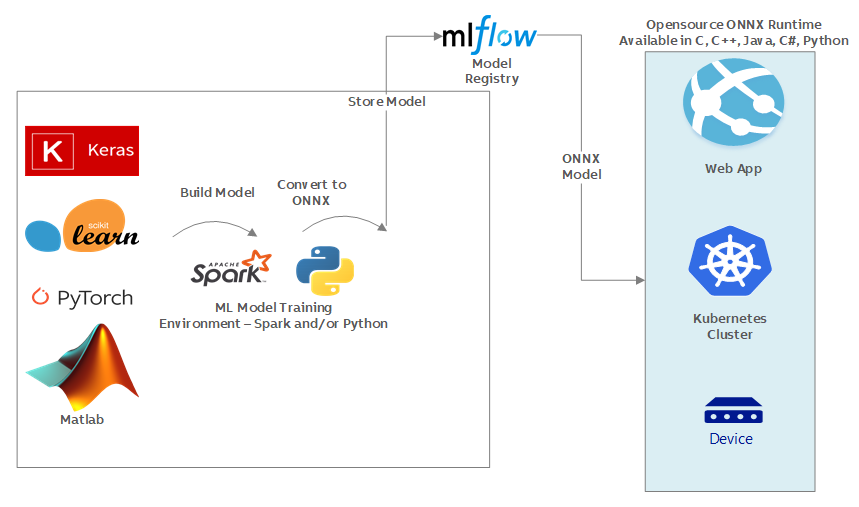 mlflow
Model
Registry
Opensource ONNX Runtime
Available in C, C++, Java, C#, Python
Store Model
K Keras
scikit
learn
PyTorch
Matlab
Build Model
Convert to
ONNX
APACHE
Spark
ML Model Training
Environment – Spark and/or Python
ONNX
Model
Web App
Kubernetes
Cluster
Device